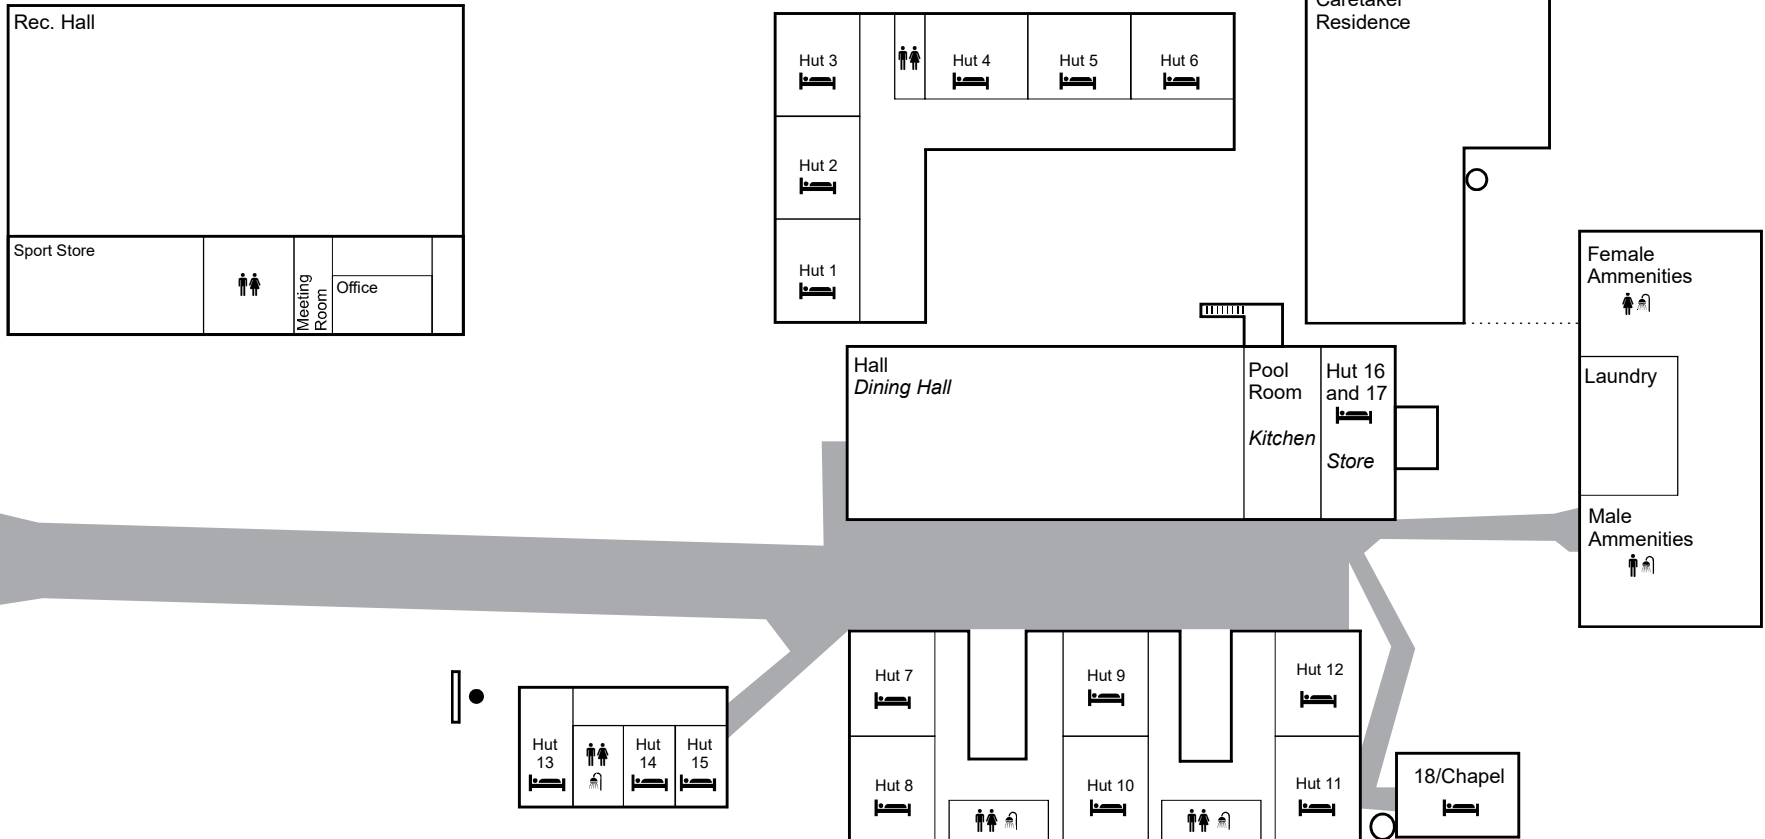 Rec. Hall
Sport Store
Meeting
Room
Office
Hut 3
Hut 4
Hut 5
Hut 6
Hut 2
Hut 1
Caretaker
Residence
Female
Ammenities
Laundry
Male
Ammenities
Hall
Dining Hall
Pool
Room
Kitchen
Hut 16
and 17
Store
Hut
13
Hut
14
Hut
15
Hut 7
Hut 8
Hut 9
Hut 10
Hut 12
Hut 11
18/Chapel